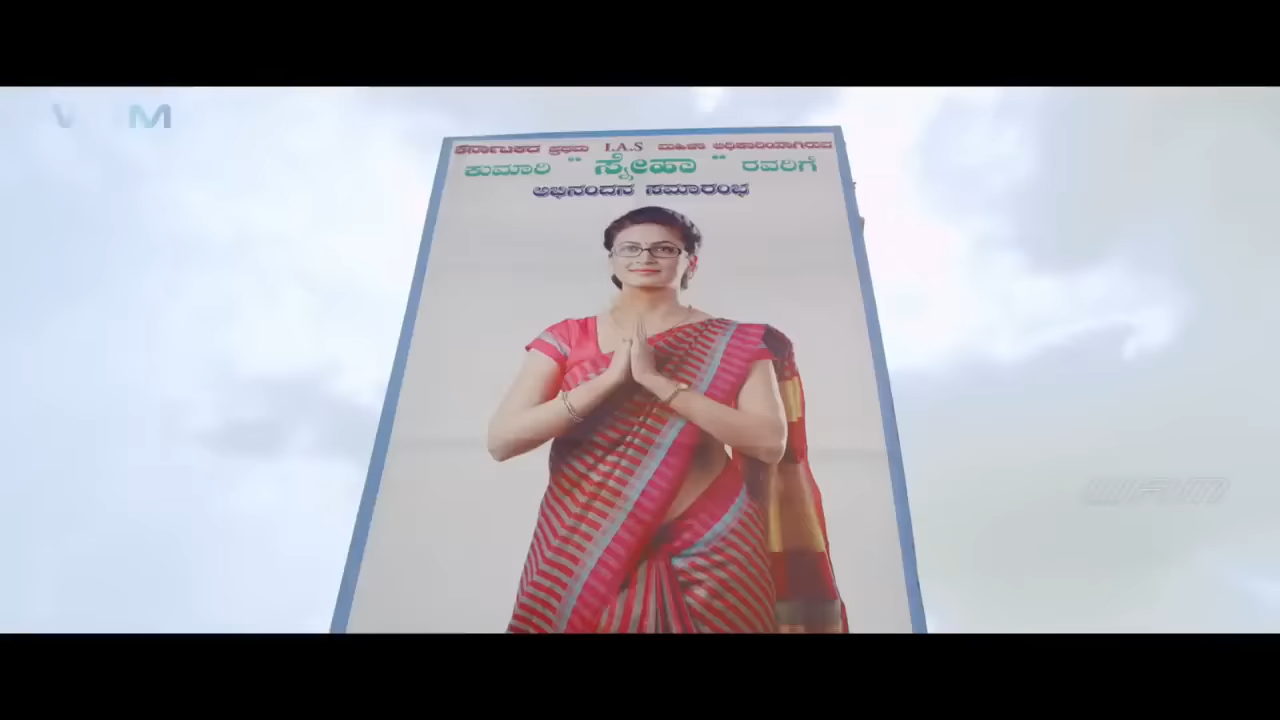 ಕರ್ನಾಟಕದ ಪ್ರಥಮ I.A.S ಮಹಿಳಾ ಅಧಿಕಾರಿಯಾಗಿರುವ
ಕುಮಾರಿ " ಸ್ನೇಹಾ " ರವರಿಗೆ
ಅಭಿನಂದನ ಸಮಾರಂಭ